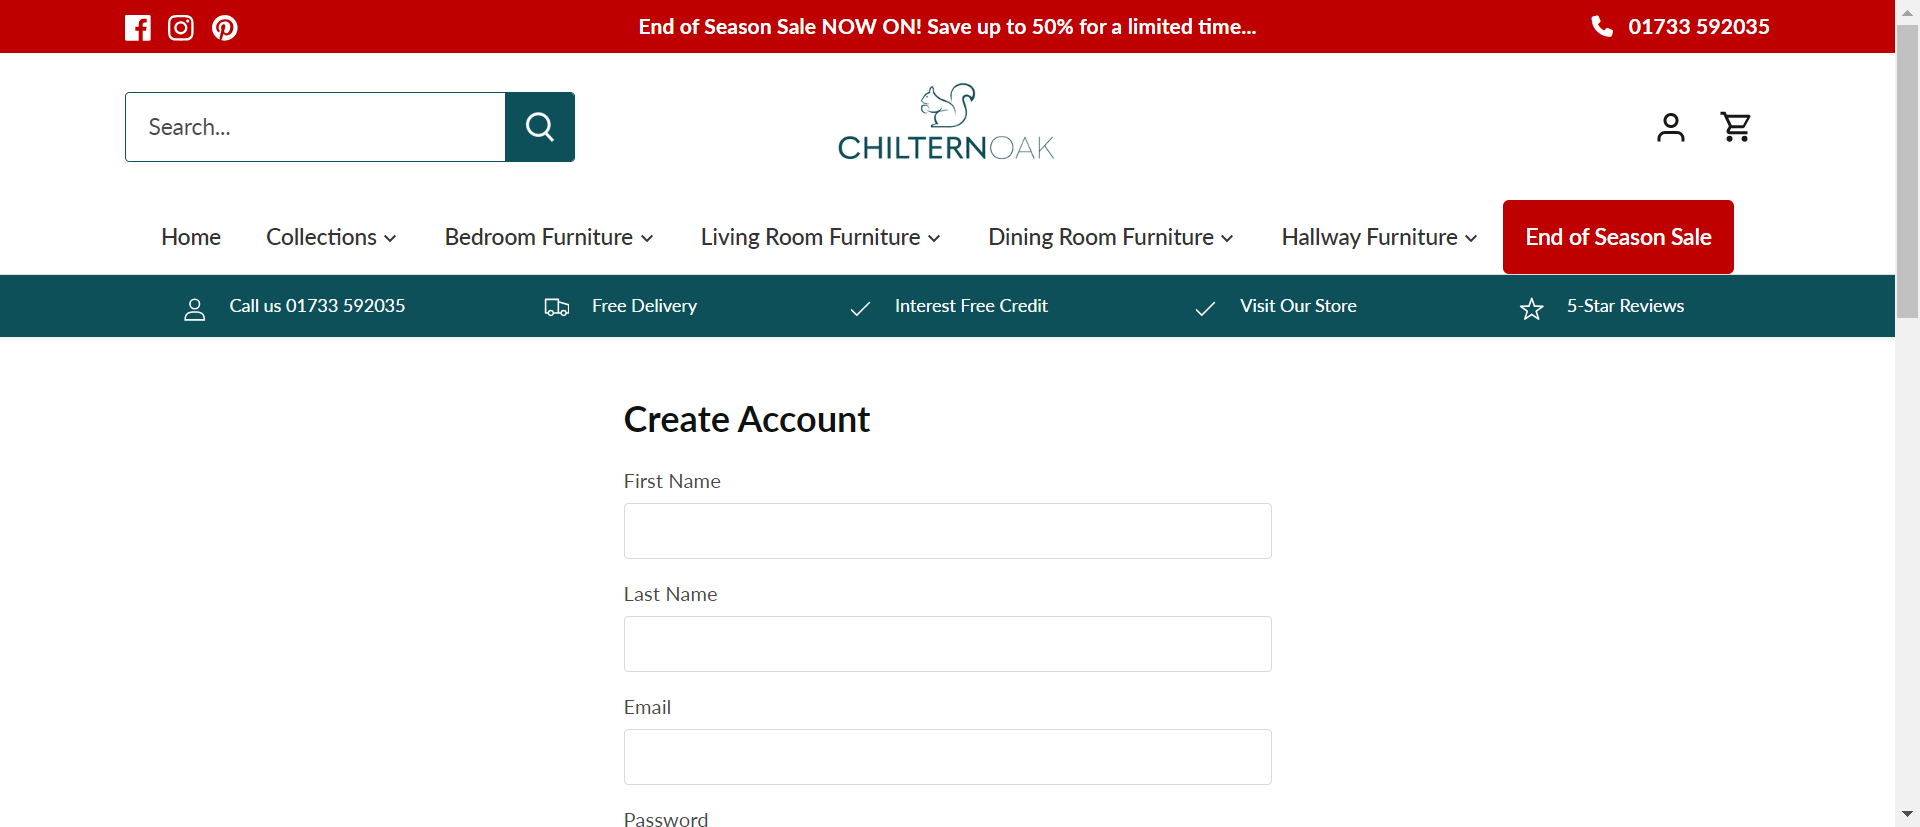 End of Season Sale NOW ON! Save up to 50% for a limited time...
01733 592035
Search...
CHILTERNOAK
Home
Collections
Bedroom Furniture
Living Room Furniture
Dining Room Furniture
Hallway Furniture
End of Season Sale
Call us 01733 592035
Free Delivery
Interest Free Credit
Visit Our Store
5-Star Reviews
Create Account
First Name
Last Name
Email
Password